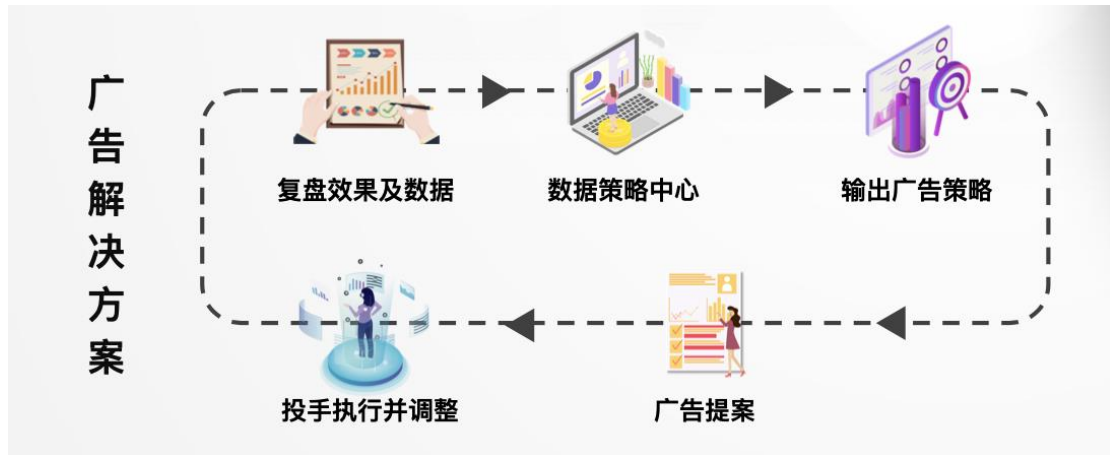 广告解决方案
复盘效果及数据
数据策略中心
输出广告策略
投手执行并调整
广告提案